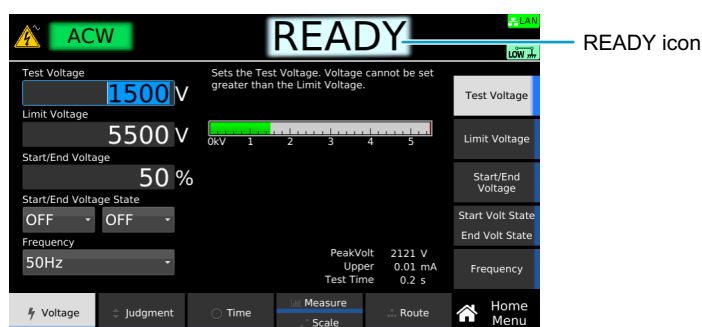 ACW
READY
LAN
LOW
READY icon
Test Voltage
1500 V
Limit Voltage
5500 V
Start/End Voltage
50 %
Start/End Voltage State
OFF OFF
Frequency
50Hz
Sets the Test Voltage. Voltage cannot be set
greater than the Limit Voltage.
0kV 1 2 3 4 5
PeakVolt 2121 V
Upper 0.01 mA
Test Time 0.2 s
Test Voltage
Limit Voltage
Start/End
Voltage
Start Volt State
End Volt State
Frequency
Voltage
Judgment
Time
Measure
Scale
Route
Home
Menu